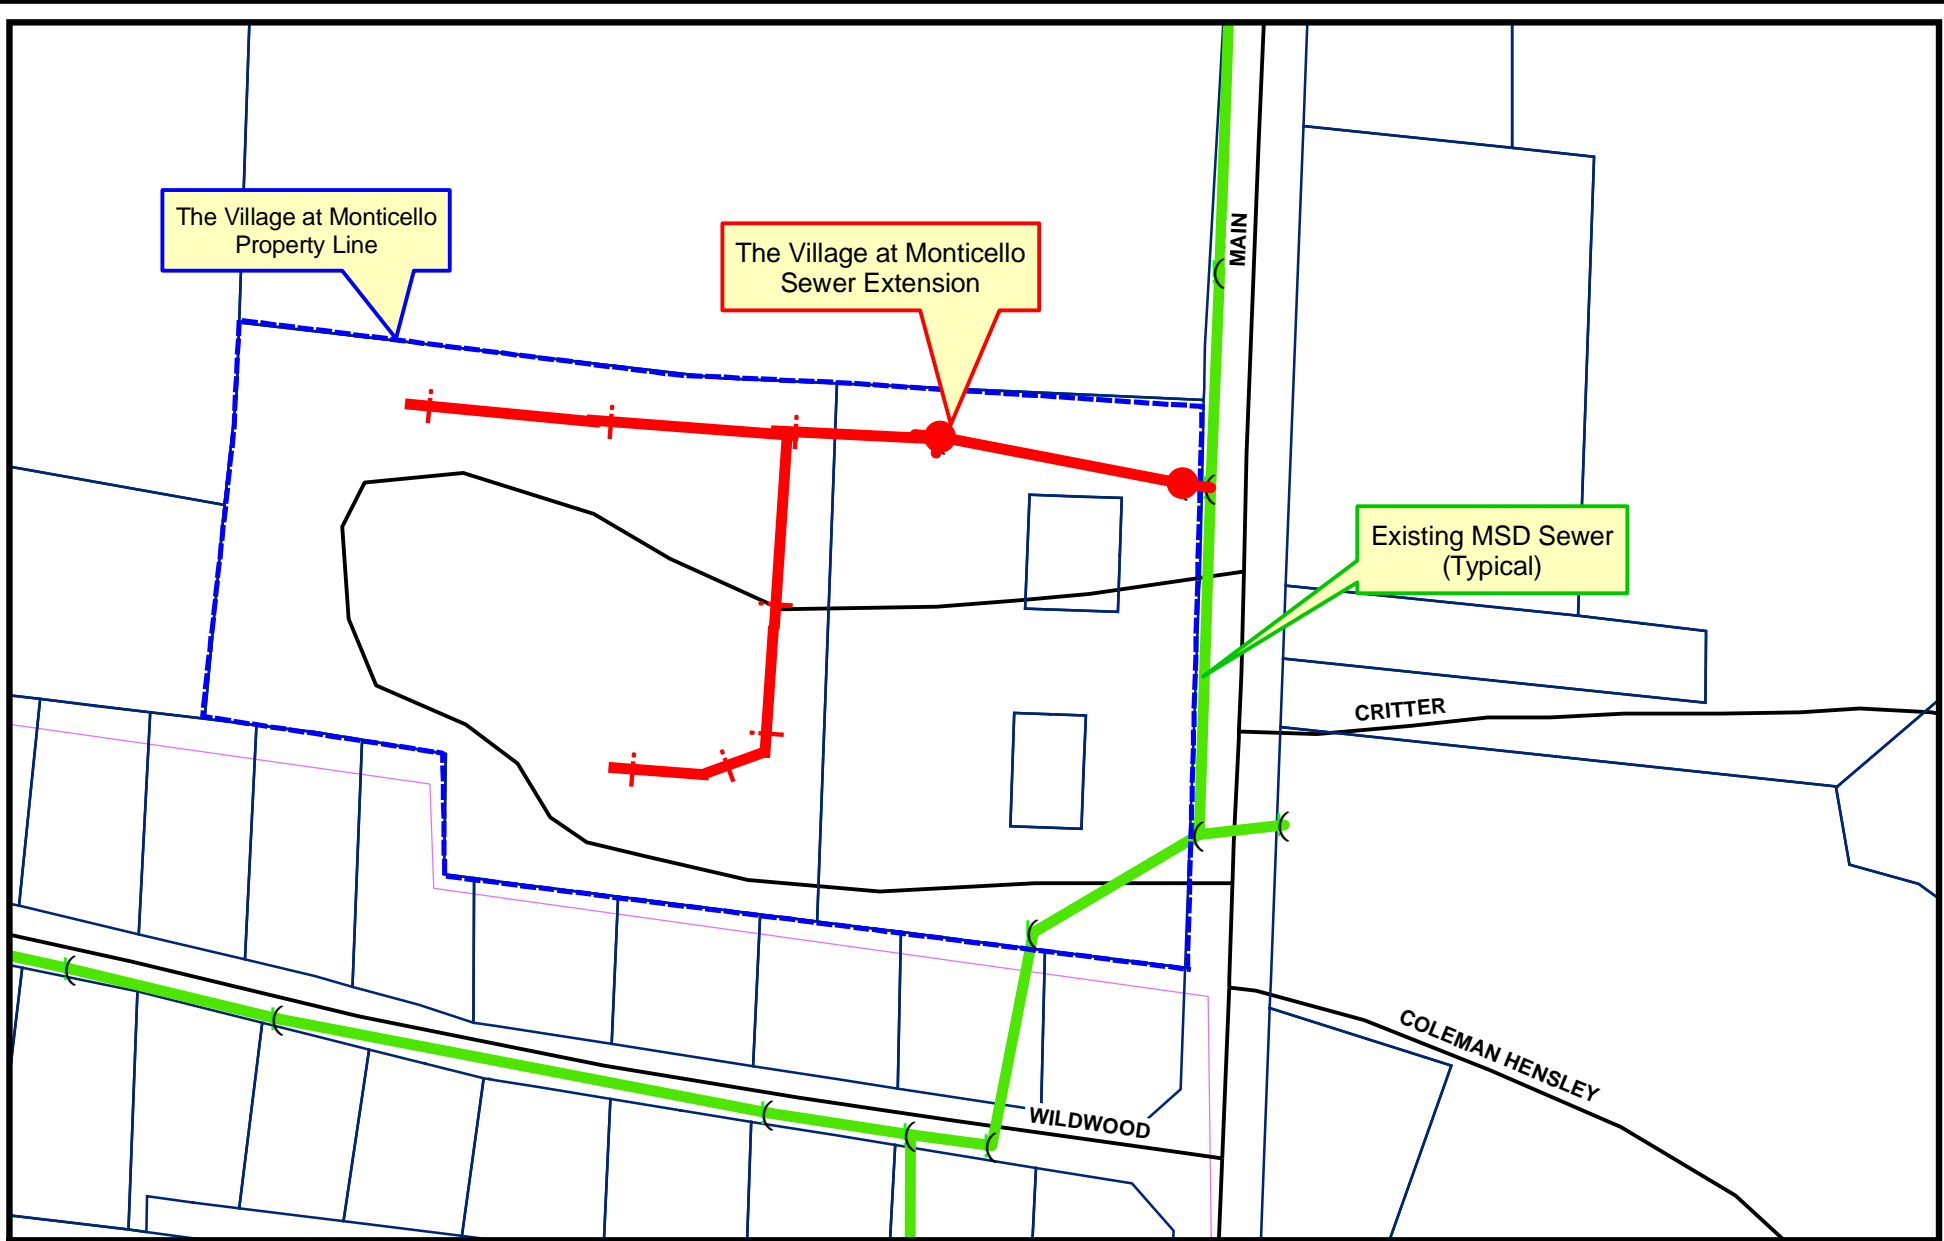 The Village at Monticello
Property Line
The Village at Monticello
Sewer Extension
MAIN
Existing MSD Sewer
(Typical)
CRITTER
COLEMAN HENSLEY
WILDWOOD